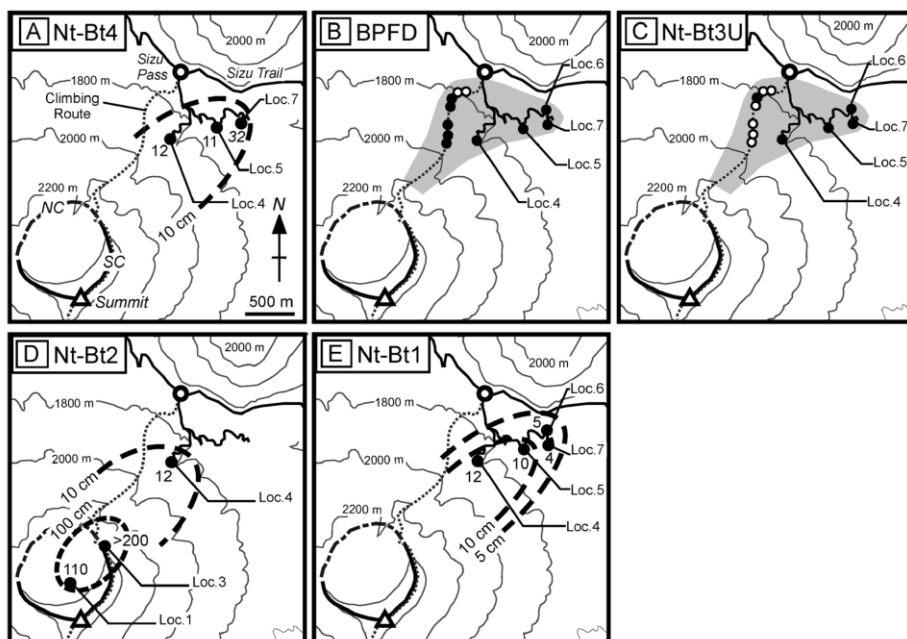 A Nt-Bt4
2000 m
Sizu
Pass
Sizu Trail
1800 m
Climbing
Route
Loc.7
2000 m
12
11
32
Loc.5
Loc.4
2200 m
10 cm
NC
N
SC
Summit
500 m
B BPFD
2000 m
1800 m
Loc.6
Loc.7
2000 m
Loc.5
Loc.4
2200 m
C Nt-Bt3U
2000 m
1800 m
Loc.6
Loc.7
2000 m
Loc.5
Loc.4
2200 m
D Nt-Bt2
2000 m
1800 m
2000 m
12
10 cm
Loc.4
100 cm
>200
110
Loc.3
Loc.1
E Nt-Bt1
2000 m
1800 m
Loc.6
5
Loc.7
2000 m
12
10
4
Loc.5
Loc.4
2200 m
10 cm
5 cm